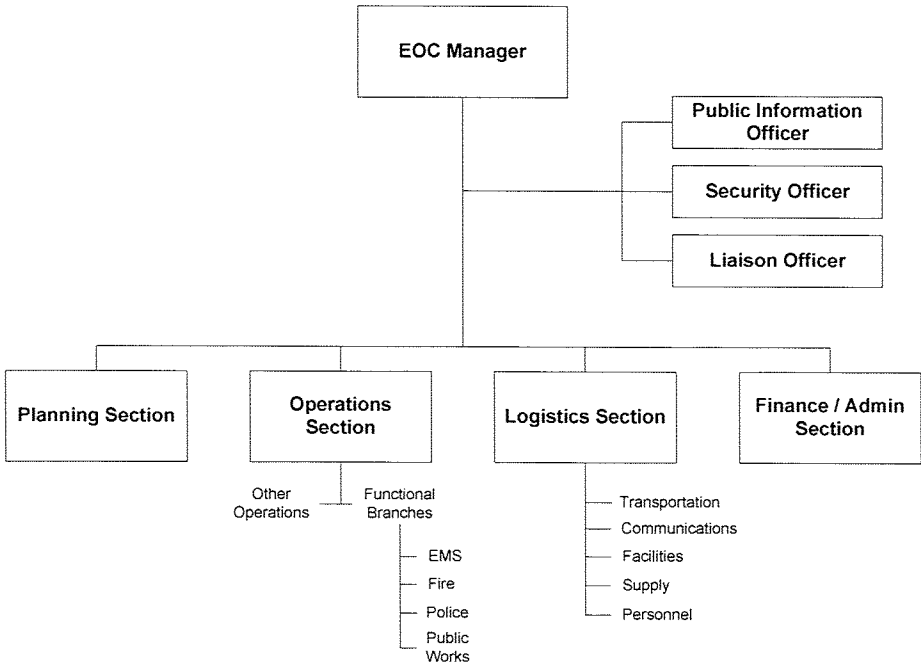 EOC Manager
Public Information
Officer
Security Officer
Liaison Officer
Planning Section
Operations
Section
Logistics Section
Finance / Admin
Section
Other
Operations
Functional
Branches
EMS
Fire
Police
Public
Works
Transportation
Communications
Facilities
Supply
Personnel